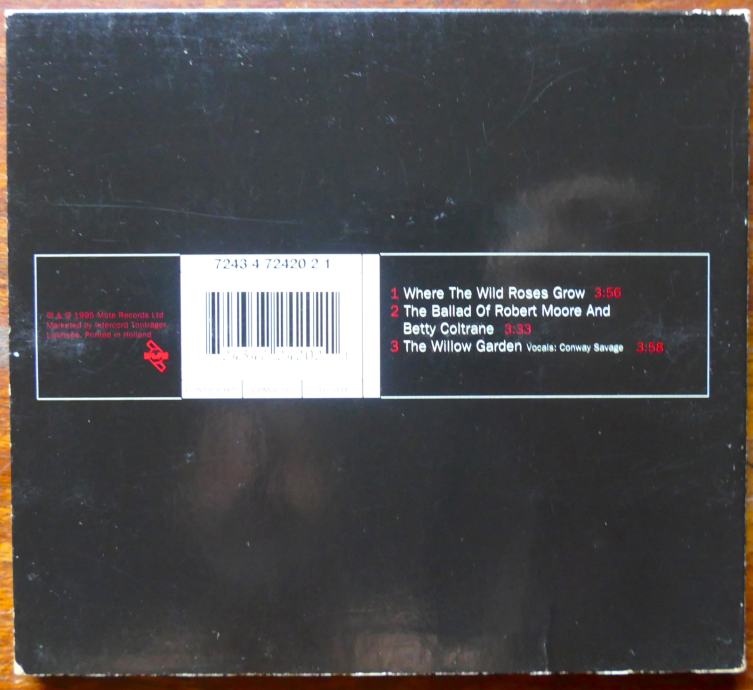 ℗ & © 1995 Mute Records Ltd
Marketed by Intercord Tonträger,
Printed in Holland
7243 4 72420 2 1
1 Where The Wild Roses Grow 3:56
2 The Ballad Of Robert Moore And
Betty Coltrane 3:33
3 The Willow Garden Vocals: Conway Savage 3:58